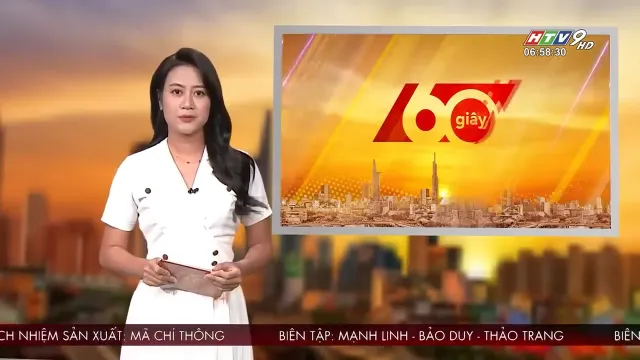 HTV9 HD
06:58:30
60
giây
CH NHIỆM SẢN XUẤT: MÃ CHÍ THÔNG
BIÊN TẬP: MẠNH LINH - BẢO DUY - THẢO TRANG
BIÊN